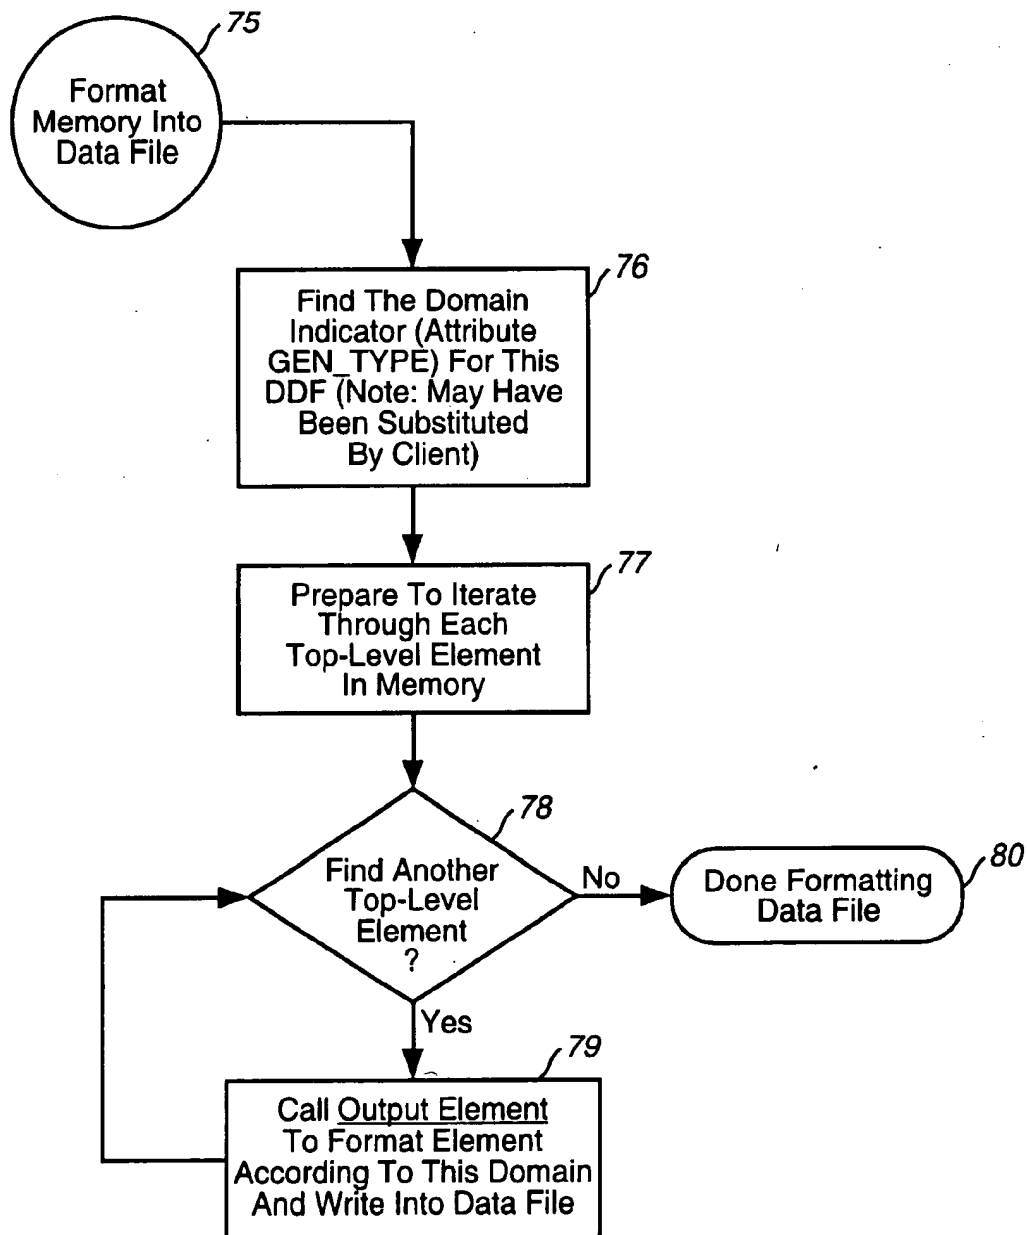 75
Format
Memory Into
Data File
76
Find The Domain
Indicator (Attribute
GEN_TYPE) For This
DDF (Note: May Have
Been Substituted
By Client)
77
Prepare To Iterate
Through Each
Top-Level Element
In Memory
78
Find Another
Top-Level
Element
?
No
80
Done Formatting
Data File
Yes
79
Call Output Element
To Format Element
According To This Domain
And Write Into Data File